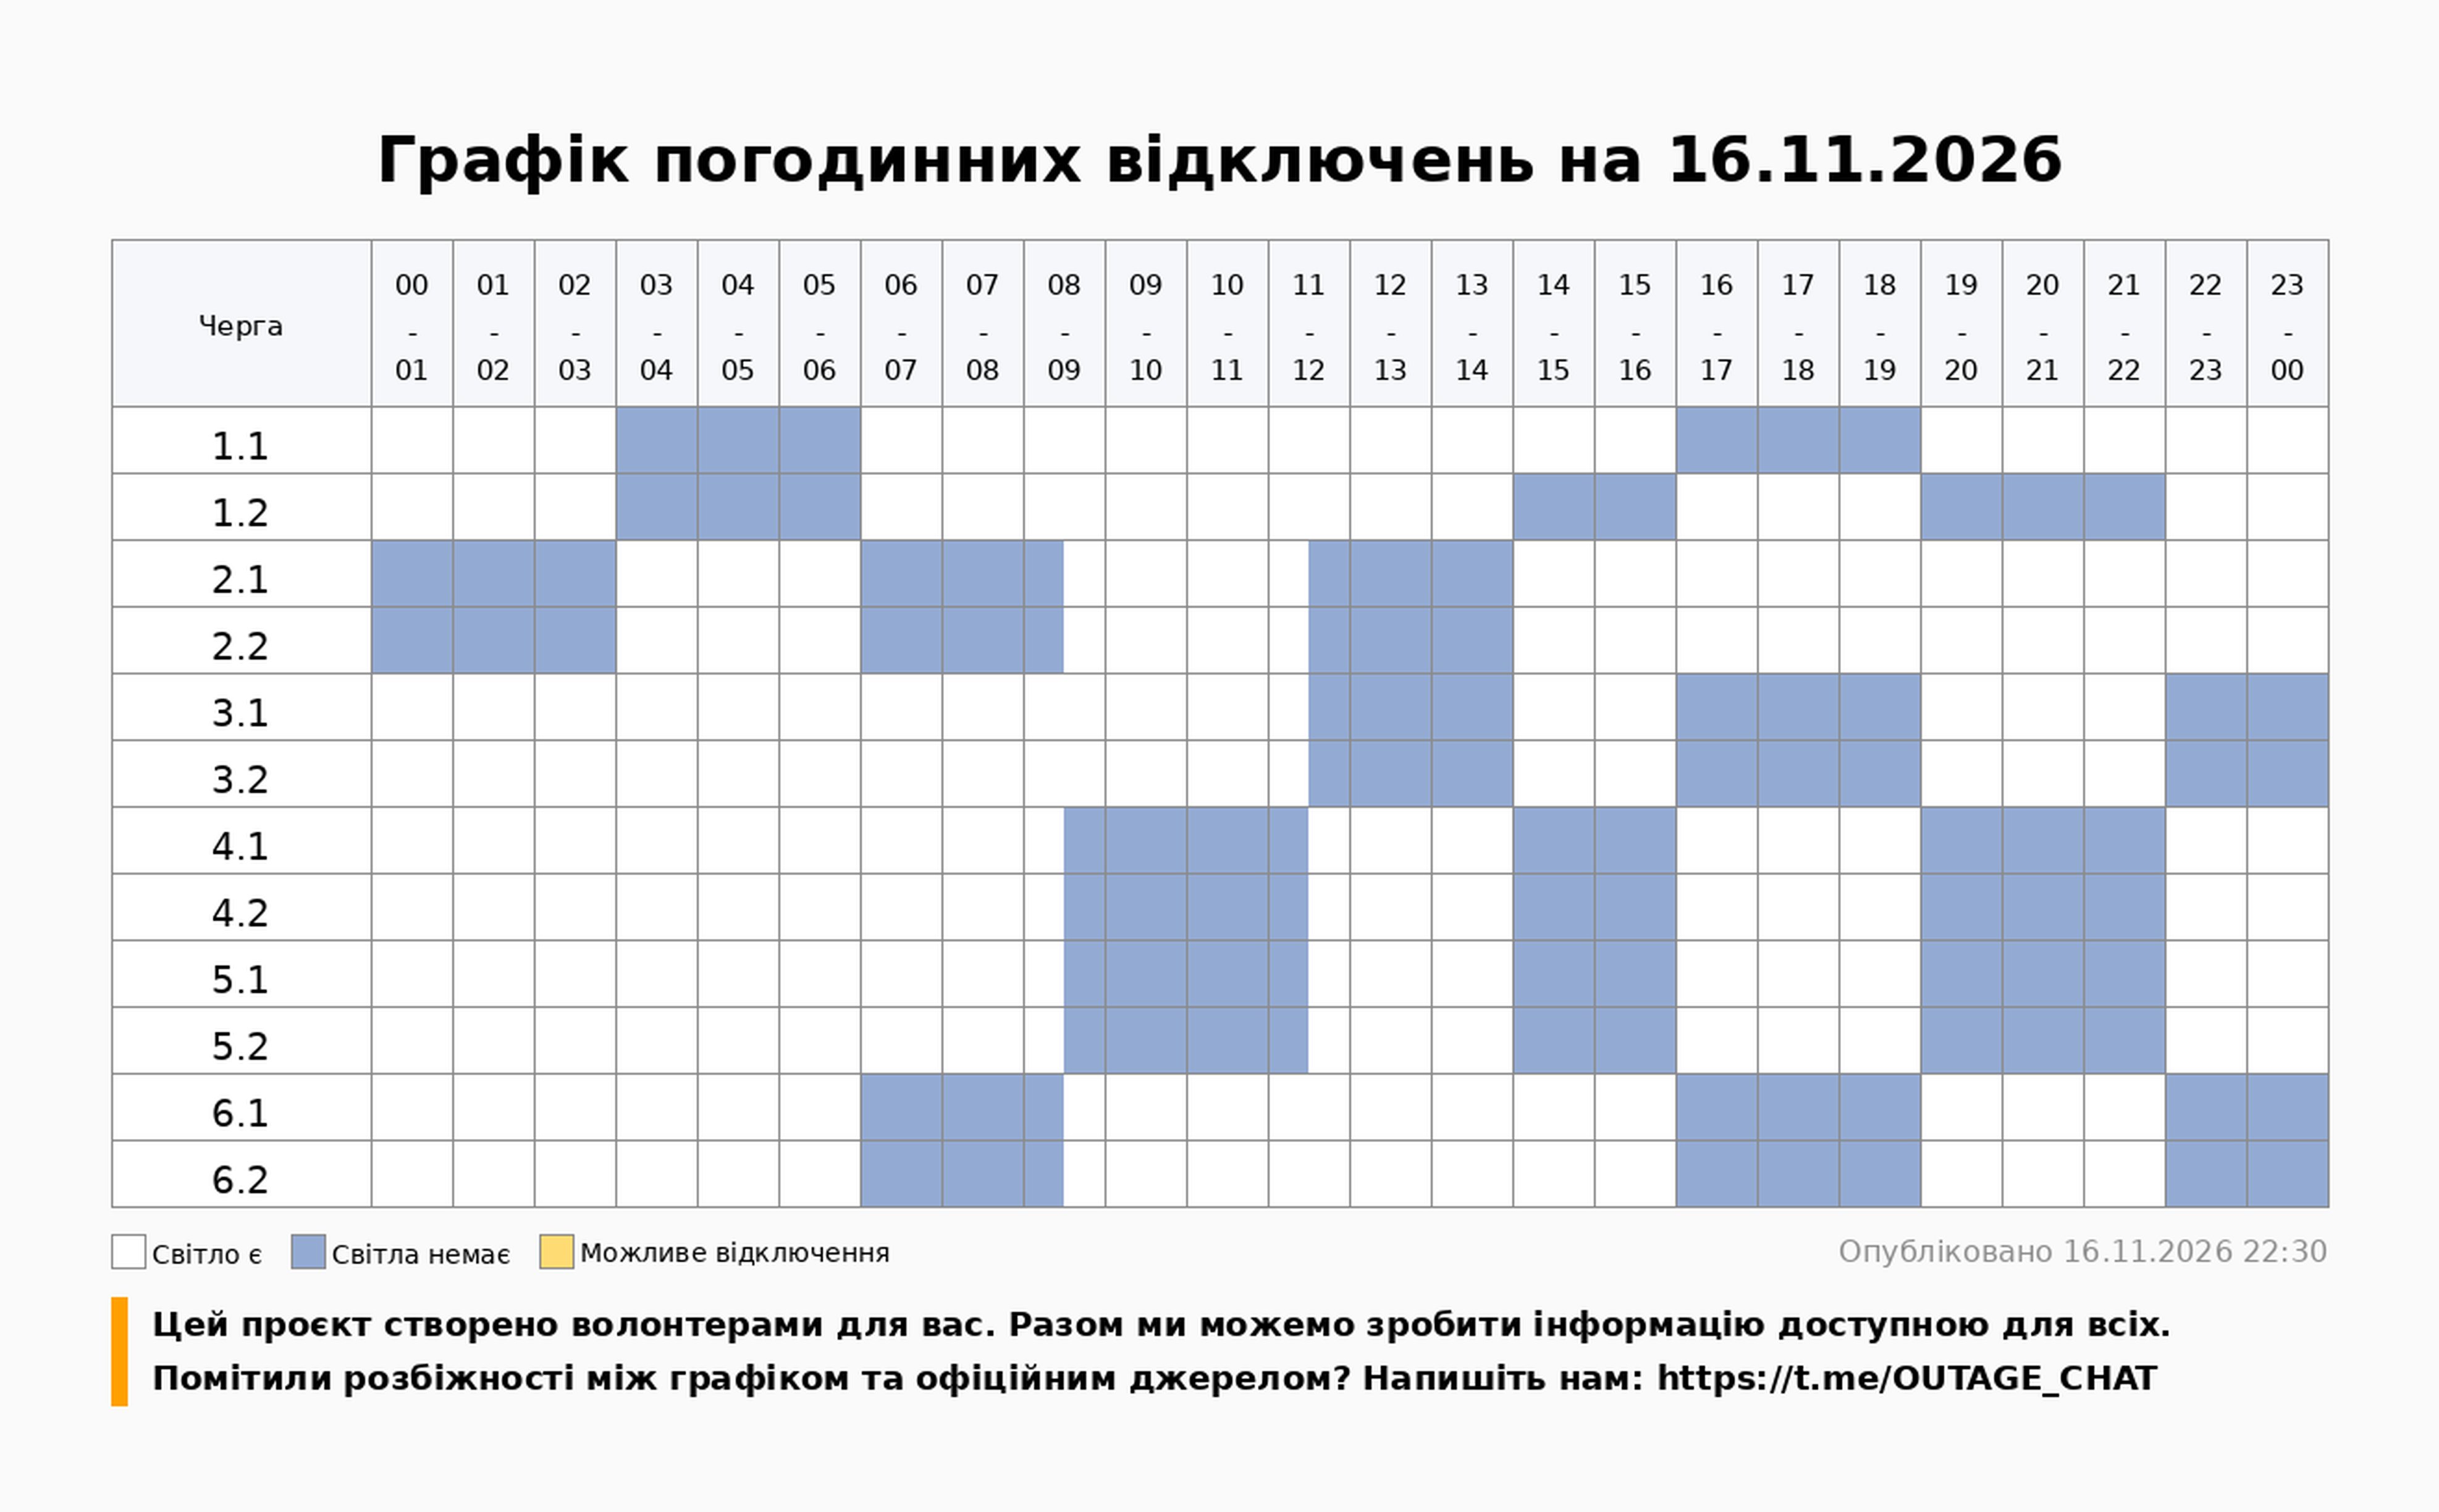 Графік погодинних відключень на 16.11.2026
Черга 00 - 01 01 - 02 02 - 03 03 - 04 04 - 05 05 - 06 06 - 07 07 - 08 08 - 09 09 - 10 10 - 11 11 - 12 12 - 13 13 - 14 14 - 15 15 - 16 16 - 17 17 - 18 18 - 19 19 - 20 20 - 21 21 - 22 22 - 23 23 - 00
1.1
1.2
2.1
2.2
3.1
3.2
4.1
4.2
5.1
5.2
6.1
6.2
Світло є Світла немає Можливе відключення Опубліковано 16.11.2026 22:30
Цей проєкт створено волонтерами для вас. Разом ми можемо зробити інформацію доступною для всіх.
Помітили розбіжності між графіком та офіційним джерелом? Напишіть нам: https://t.me/OUTAGE_CHAT